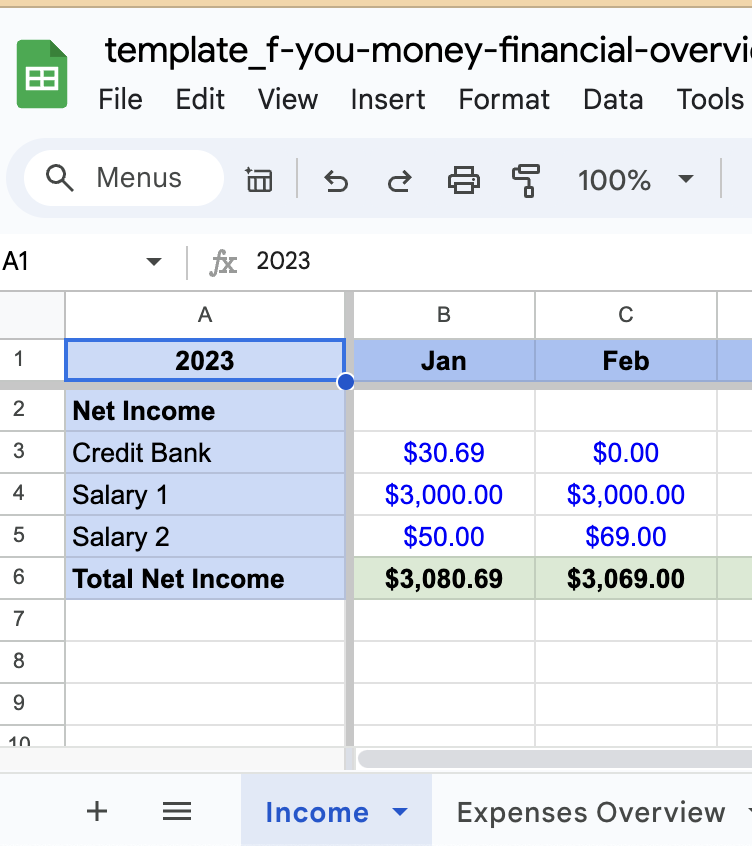 template_f-you-money-financial-overvi
File Edit View Insert Format Data Tools
Menus 100%
A1 fx 2023
A B C
1 2023 Jan Feb
2 Net Income
3 Credit Bank $30.69 $0.00
4 Salary 1 $3,000.00 $3,000.00
5 Salary 2 $50.00 $69.00
6 Total Net Income $3,080.69 $3,069.00
7
8
9
10
+ Income Expenses Overview